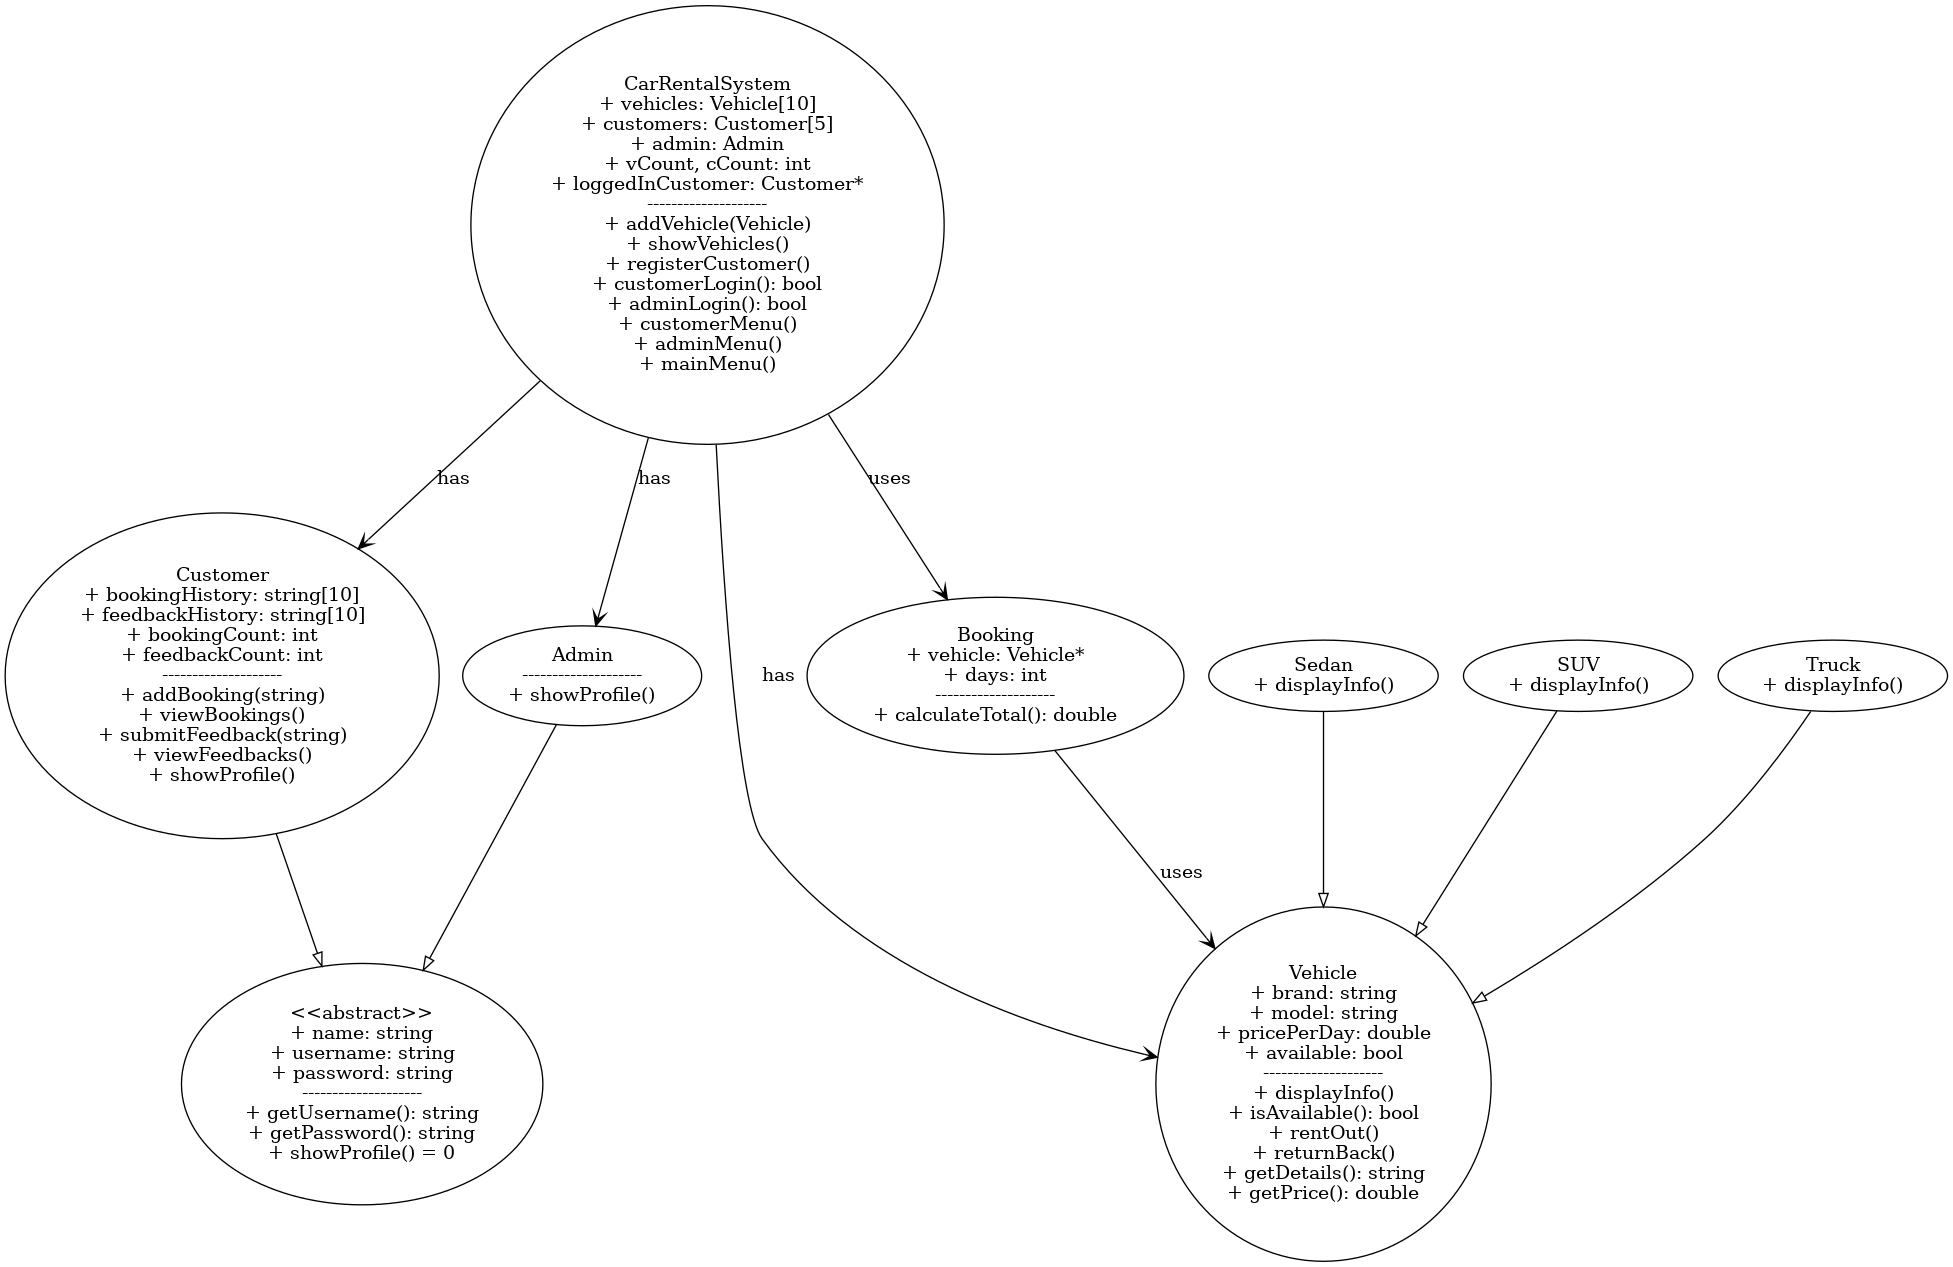 CarRentalSystem
+ vehicles: Vehicle[10]
+ customers: Customer[5]
+ admin: Admin
+ vCount, cCount: int
+ loggedInCustomer: Customer*
--------------------
+ addVehicle(Vehicle)
+ showVehicles()
+ registerCustomer()
+ customerLogin(): bool
+ adminLogin(): bool
+ customerMenu()
+ adminMenu()
+ mainMenu()
has
has
uses
has
Customer
+ bookingHistory: string[10]
+ feedbackHistory: string[10]
+ bookingCount: int
+ feedbackCount: int
--------------------
+ addBooking(string)
+ viewBookings()
+ submitFeedback(string)
+ viewFeedbacks()
+ showProfile()
Admin
--------------------
+ showProfile()
Booking
+ vehicle: Vehicle*
+ days: int
--------------------
+ calculateTotal(): double
Sedan
+ displayInfo()
SUV
+ displayInfo()
Truck
+ displayInfo()
uses
<<abstract>>
+ name: string
+ username: string
+ password: string
--------------------
+ getUsername(): string
+ getPassword(): string
+ showProfile() = 0
Vehicle
+ brand: string
+ model: string
+ pricePerDay: double
+ available: bool
--------------------
+ displayInfo()
+ isAvailable(): bool
+ rentOut()
+ returnBack()
+ getDetails(): string
+ getPrice(): double